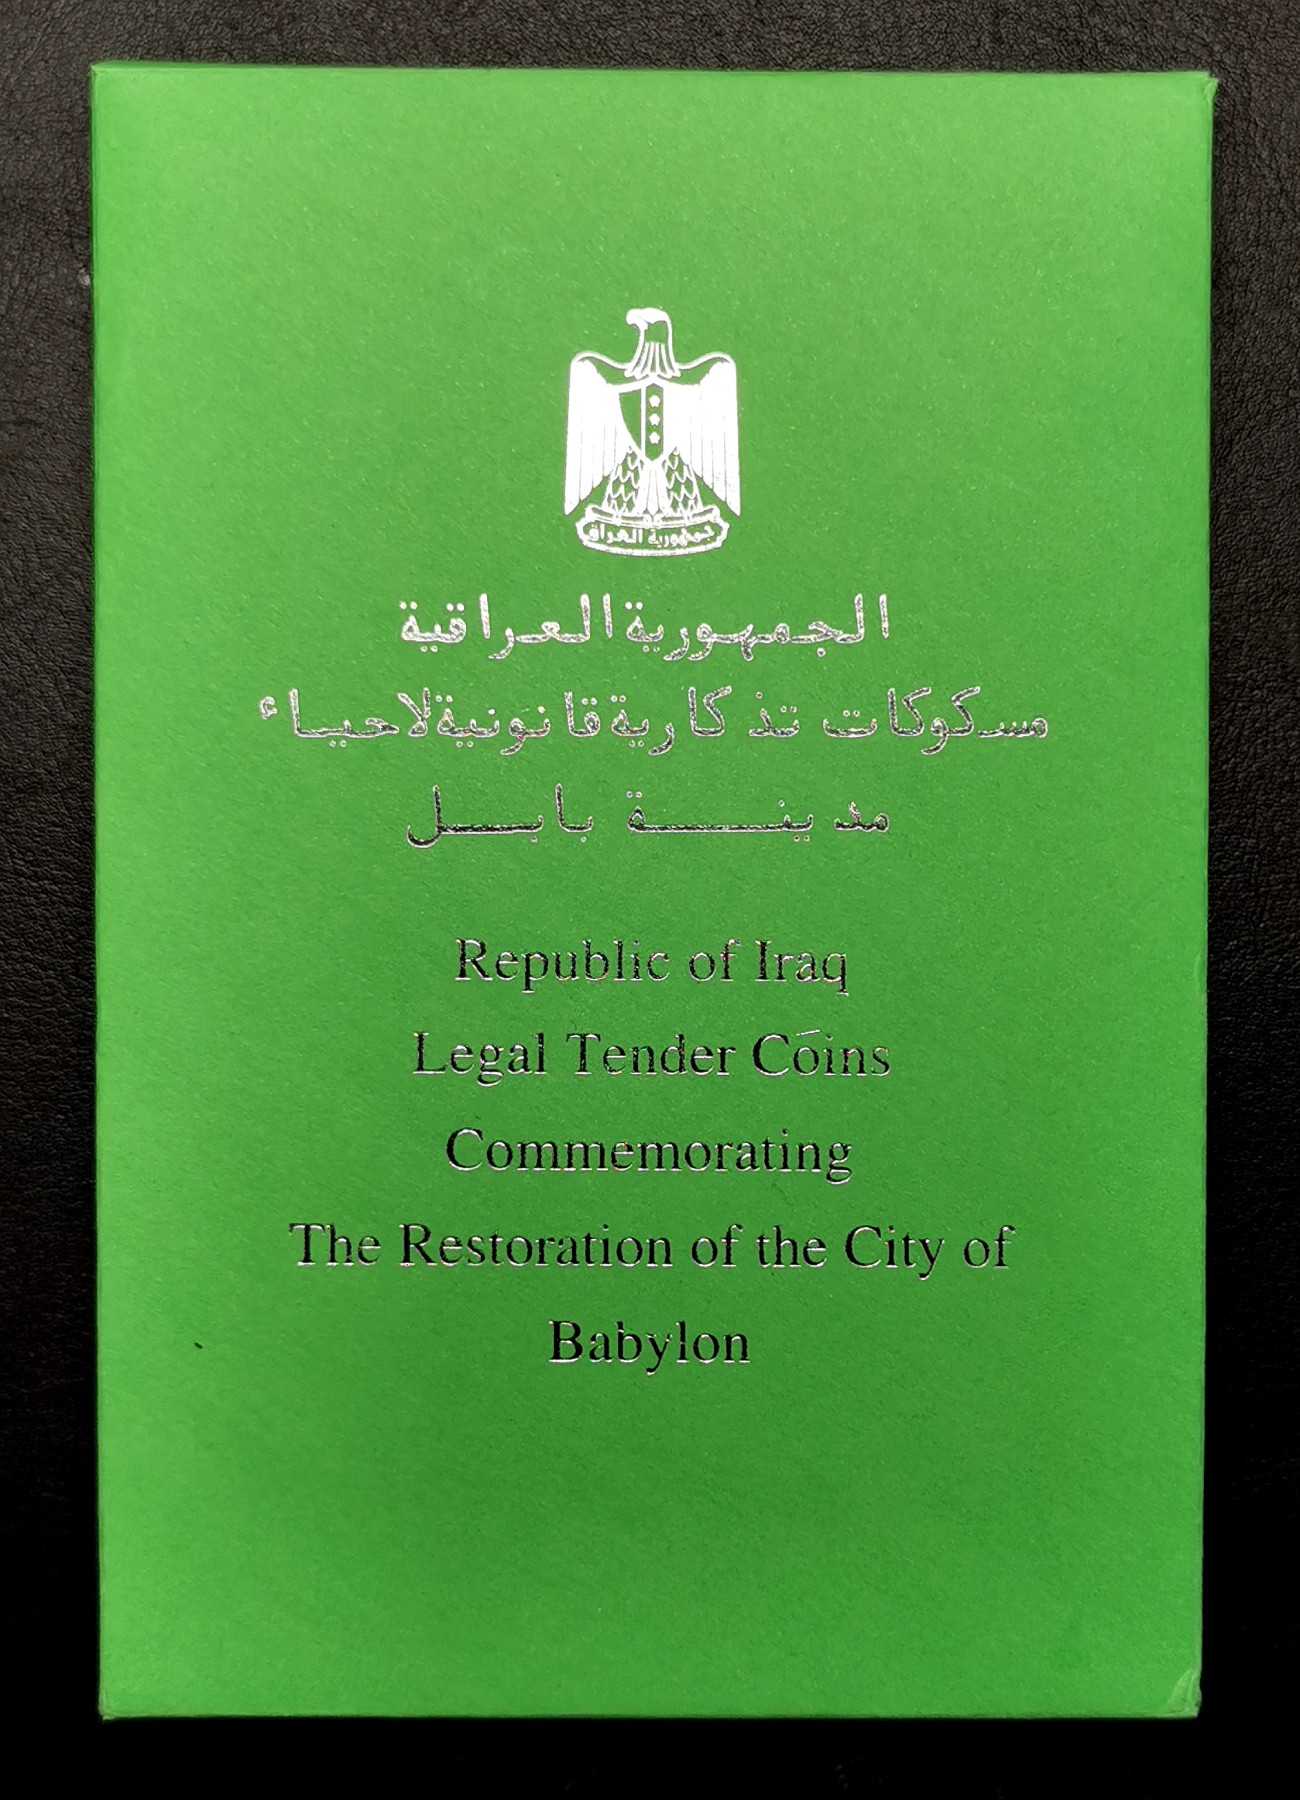 جمهورية العراق
الجمهورية العراقية
مسكوكات تذكارية قانونية لاحياء
مدينة بابل
Republic of Iraq
Legal Tender Coins
Commemorating
The Restoration of the City of
Babylon